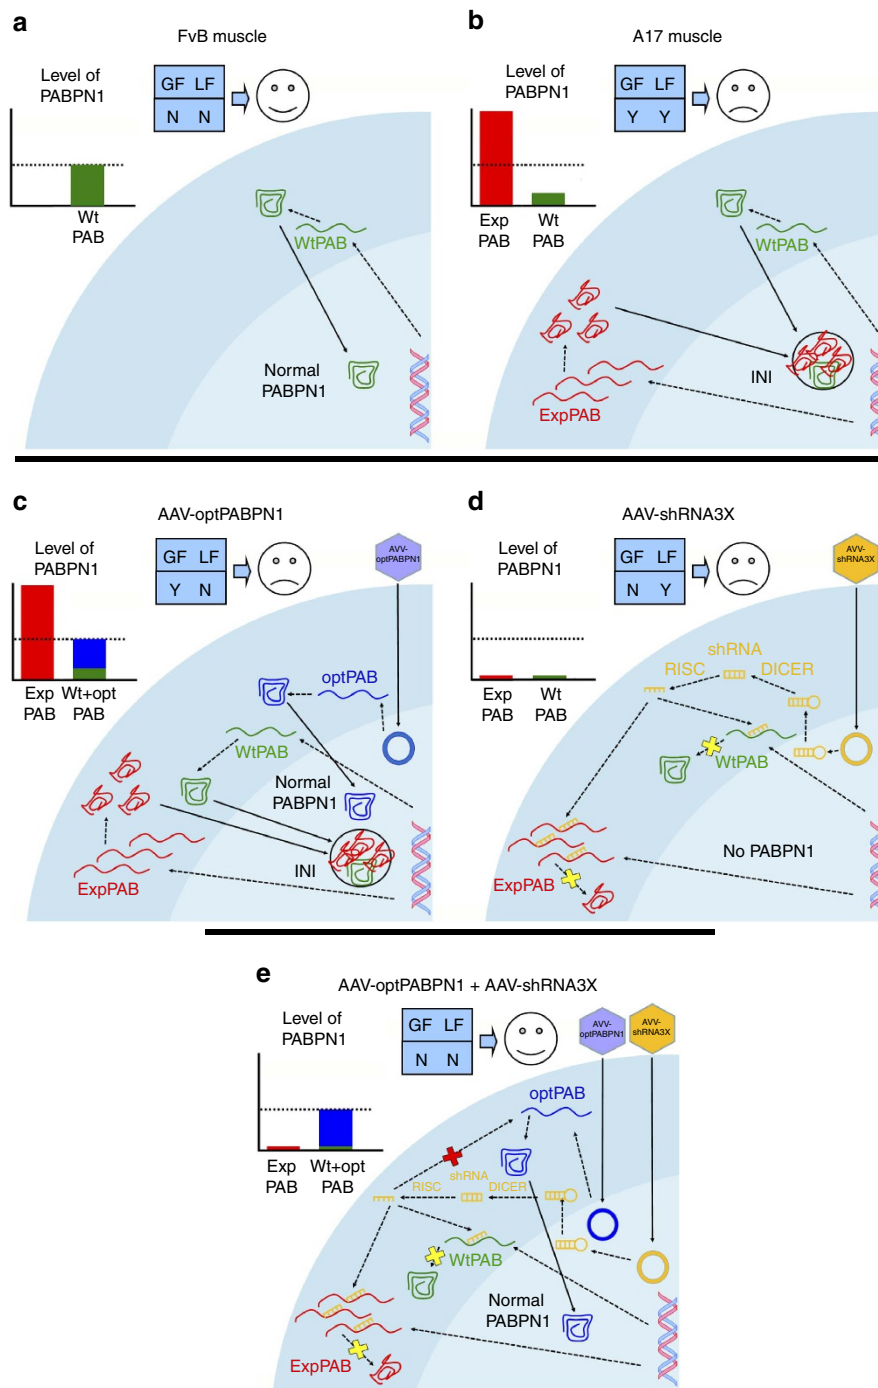 a
FvB muscle
Level of
PABPN1
GF LF
N N
Wt
PAB
WtPAB
Normal
PABPN1
b
A17 muscle
Level of
PABPN1
GF LF
Y Y
Exp
PAB
Wt
PAB
WtPAB
INI
ExpPAB
c
AAV-optPABPN1
Level of
PABPN1
GF LF
Y N
AVV-
optPABPN1
Exp
PAB
Wt+opt
PAB
optPAB
WtPAB
Normal
PABPN1
INI
ExpPAB
d
AAV-shRNA3X
Level of
PABPN1
GF LF
N Y
AVV-
shRNA3X
Exp
PAB
Wt
PAB
shRNA
RISC DICER
WtPAB
No PABPN1
ExpPAB
e
AAV-optPABPN1 + AAV-shRNA3X
Level of
PABPN1
GF LF
N N
AVV-
optPABPN1
AVV-
shRNA3X
Exp
PAB
Wt+opt
PAB
optPAB
shRNA
RISC DICER
WtPAB
Normal
PABPN1
ExpPAB